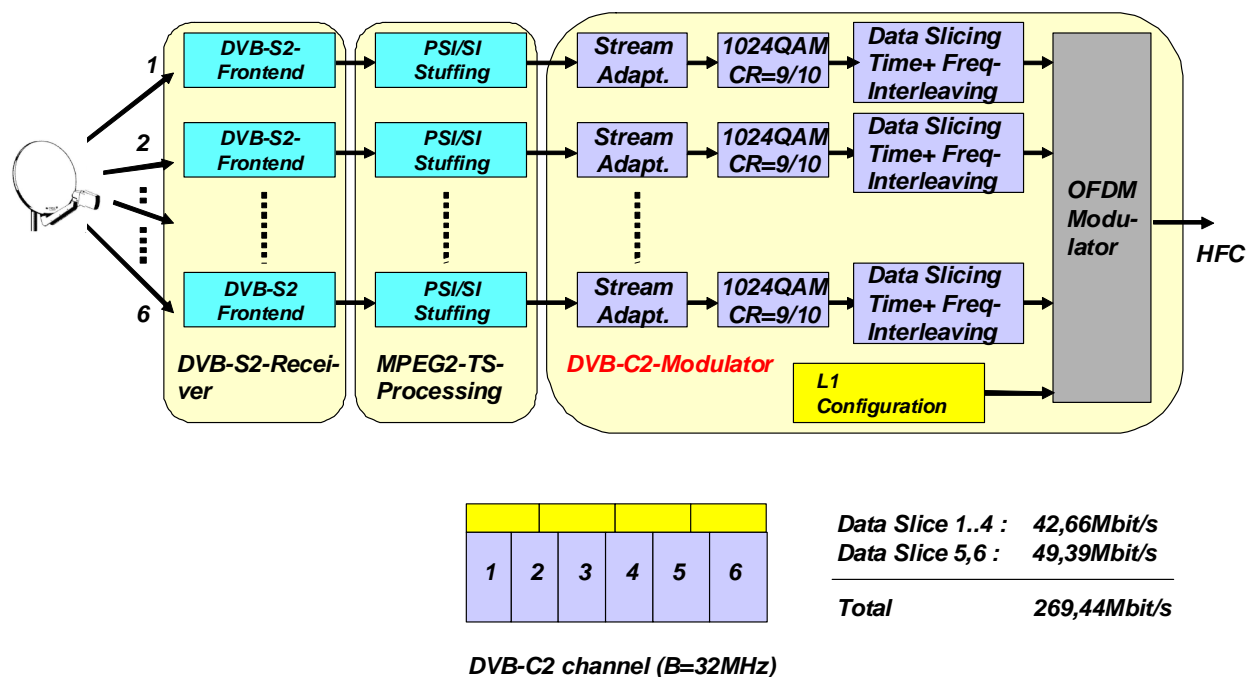 1
DVB-S2-
Frontend
PSI/SI
Stuffing
Stream
Adapt.
1024QAM
CR=9/10
Data Slicing
Time+ Freq-
Interleaving
2
DVB-S2-
Frontend
PSI/SI
Stuffing
Stream
Adapt.
1024QAM
CR=9/10
Data Slicing
Time+ Freq-
Interleaving
OFDM
Modu-
lator
HFC
6
DVB-S2
Frontend
PSI/SI
Stuffing
Stream
Adapt.
1024QAM
CR=9/10
Data Slicing
Time+ Freq-
Interleaving
DVB-S2-Recei-
ver
MPEG2-TS-
Processing
DVB-C2-Modulator
L1
Configuration
1 2 3 4 5 6
DVB-C2 channel (B=32MHz)
Data Slice 1..4 : 42,66Mbit/s
Data Slice 5,6 : 49,39Mbit/s
Total 269,44Mbit/s